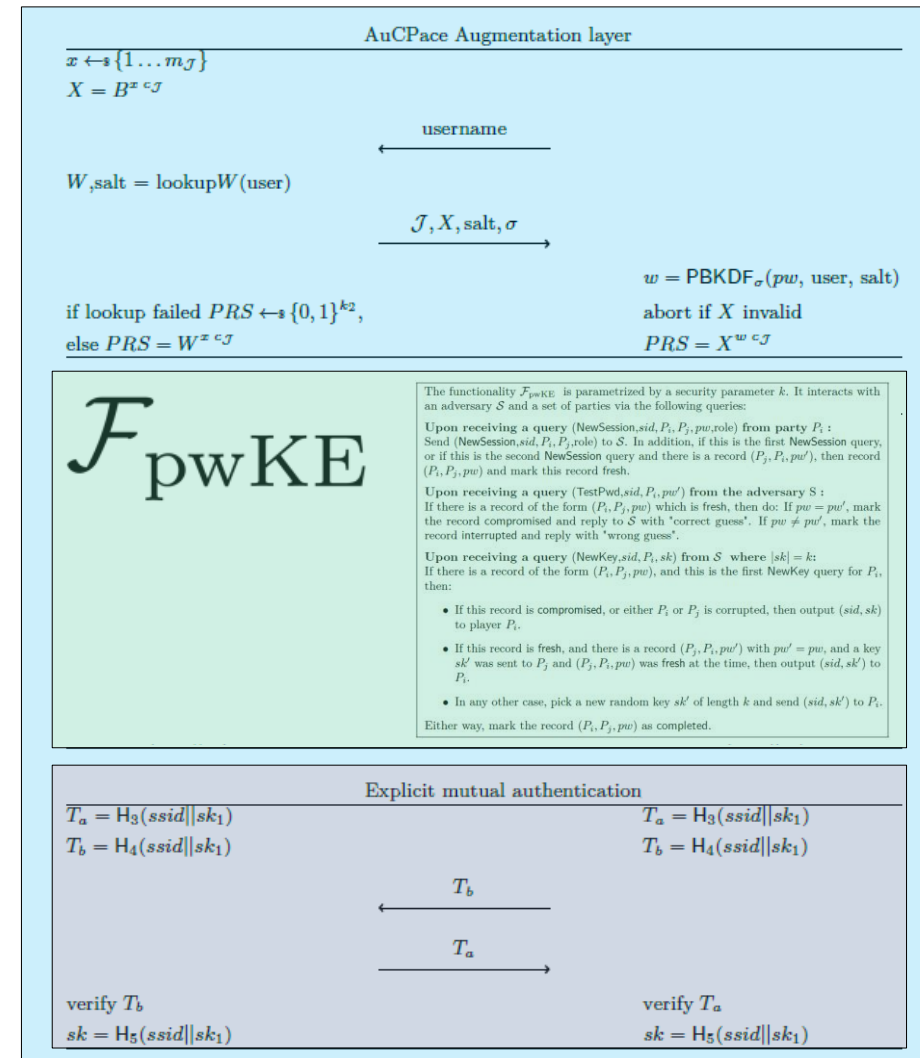 AuCPace Augmentation layer
x ←$ {1 … m_𝒥}
X = B^{x c_𝒥}
username
W,salt = lookupW(user)
𝒥, X, salt, σ
w = PBKDF_σ(pw, user, salt)
if lookup failed PRS ←$ {0, 1}^{k_2},
abort if X invalid
else PRS = W^{x c_𝒥}
PRS = X^{w c_𝒥}
ℱ_pwKE
The functionality ℱ_pwKE is parametrized by a security parameter k. It interacts with
an adversary 𝒮 and a set of parties via the following queries:
Upon receiving a query (NewSession,sid, P_i, P_j,pw,role) from party P_i :
Send (NewSession,sid, P_i, P_j,role) to 𝒮. In addition, if this is the first NewSession query,
or if this is the second NewSession query and there is a record (P_j, P_i, pw′), then record
(P_i, P_j, pw) and mark this record fresh.
Upon receiving a query (TestPwd,sid, P_i, pw′) from the adversary S :
If there is a record of the form (P_i, P_j, pw) which is fresh, then do: If pw = pw′, mark
the record compromised and reply to 𝒮 with "correct guess". If pw ≠ pw′, mark the
record interrupted and reply with "wrong guess".
Upon receiving a query (NewKey,sid, P_i, sk) from 𝒮 where |sk| = k:
If there is a record of the form (P_i, P_j, pw), and this is the first NewKey query for P_i,
then:
• If this record is compromised, or either P_i or P_j is corrupted, then output (sid, sk)
to player P_i.
• If this record is fresh, and there is a record (P_j, P_i, pw′) with pw′ = pw, and a key
sk′ was sent to P_j and (P_j, P_i, pw) was fresh at the time, then output (sid, sk′) to
P_i.
• In any other case, pick a new random key sk′ of length k and send (sid, sk′) to P_i.
Either way, mark the record (P_i, P_j, pw) as completed.
Explicit mutual authentication
T_a = H_3(ssid||sk_1)
T_a = H_3(ssid||sk_1)
T_b = H_4(ssid||sk_1)
T_b = H_4(ssid||sk_1)
T_b
T_a
verify T_b
verify T_a
sk = H_5(ssid||sk_1)
sk = H_5(ssid||sk_1)